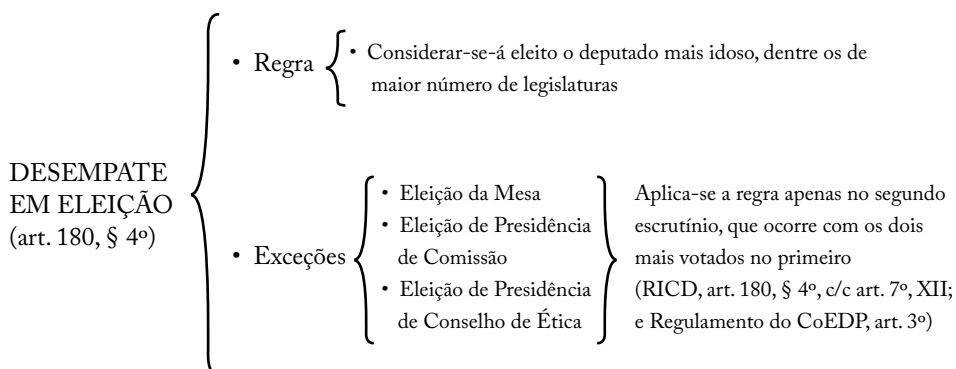 DESEMPATE
EM ELEIÇÃO
(art. 180, § 4º)
• Regra
• Considerar-se-á eleito o deputado mais idoso, dentre os de
maior número de legislaturas
• Exceções
• Eleição da Mesa
• Eleição de Presidência
de Comissão
• Eleição de Presidência
de Conselho de Ética
Aplica-se a regra apenas no segundo
escrutínio, que ocorre com os dois
mais votados no primeiro
(RICD, art. 180, § 4º, c/c art. 7º, XII;
e Regulamento do CoEDP, art. 3º)